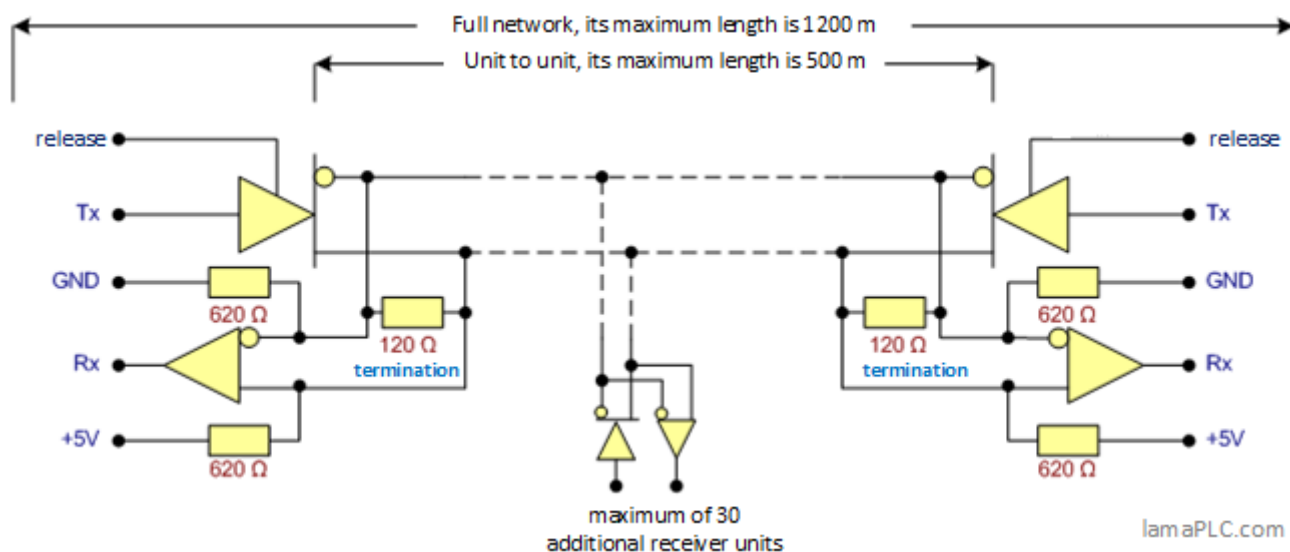 Full network, its maximum length is 1200 m
Unit to unit, its maximum length is 500 m
release
release
Tx
Tx
GND
GND
620 Ω
620 Ω
120 Ω
120 Ω
termination
termination
Rx
Rx
+5V
+5V
620 Ω
620 Ω
maximum of 30
additional receiver units
lamaPLC.com